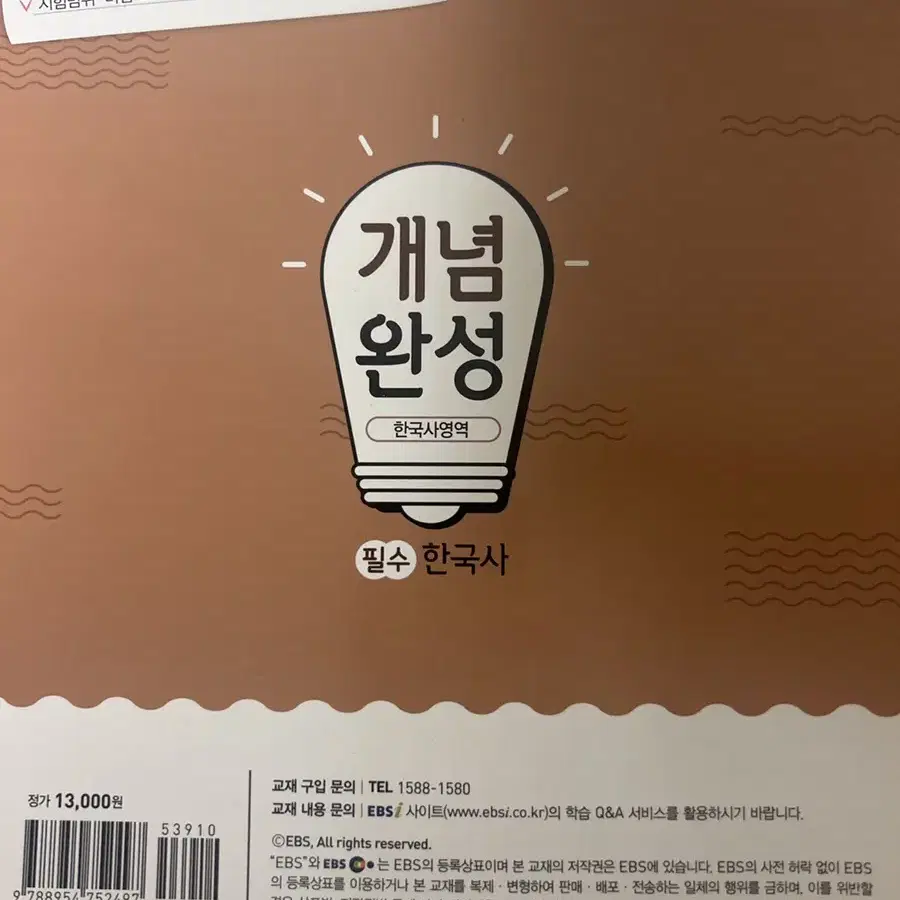 개념
완성
한국사영역
필수 한국사
정가 13,000원
53910
9 788954 752497
교재 구입 문의 | TEL 1588-1580
교재 내용 문의 | EBSi 사이트(www.ebsi.co.kr)의 학습 Q&A 서비스를 활용하시기 바랍니다.
©EBS, All rights reserved.
"EBS"와 EBS 는 EBS의 등록상표이며 본 교재의 저작권은 EBS에 있습니다. EBS의 사전 허락 없이 EBS
의 등록상표를 이용하거나 본 교재를 복제·변형하여 판매·배포·전송하는 일체의 행위를 금하며, 이를 위반할